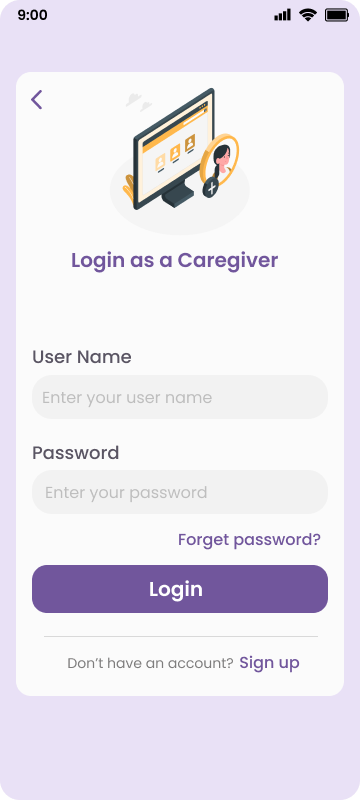 9:00
Login as a Caregiver
User Name
Enter your user name
Password
Enter your password
Forget password?
Login
Don’t have an account? Sign up